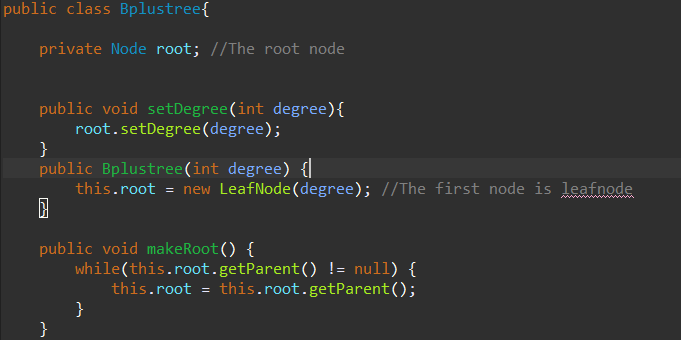 public class Bplustree{
private Node root; //The root node
public void setDegree(int degree){
root.setDegree(degree);
}
public Bplustree(int degree) {
this.root = new LeafNode(degree); //The first node is leafnode
}
public void makeRoot() {
while(this.root.getParent() != null) {
this.root = this.root.getParent();
}
}